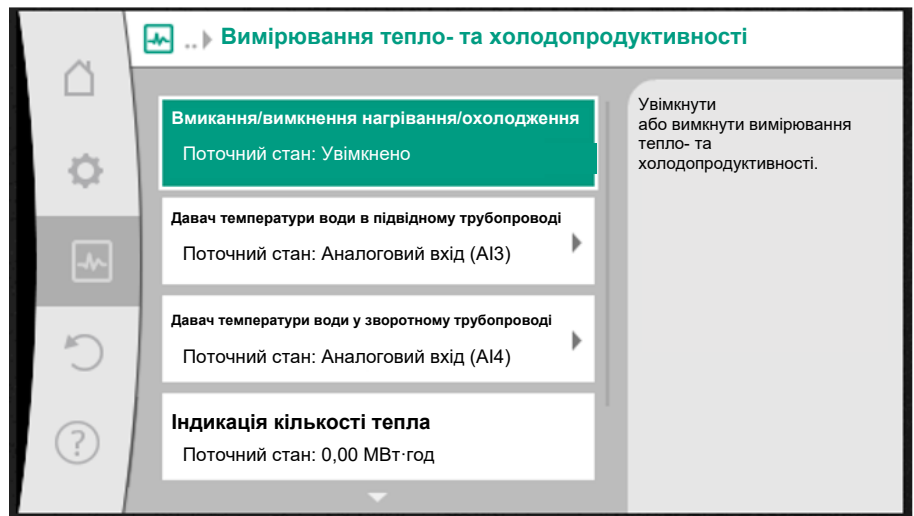 .. Вимірювання тепло- та холодопродуктивності
Вмикання/вимкнення нагрівання/охолодження
Поточний стан: Увімкнено
Давач температури води в підвідному трубопроводі
Поточний стан: Аналоговий вхід (AI3)
Давач температури води у зворотному трубопроводі
Поточний стан: Аналоговий вхід (AI4)
Індикація кількості тепла
Поточний стан: 0,00 МВт·год
Увімкнути
або вимкнути вимірювання
тепло- та
холодопродуктивності.
?